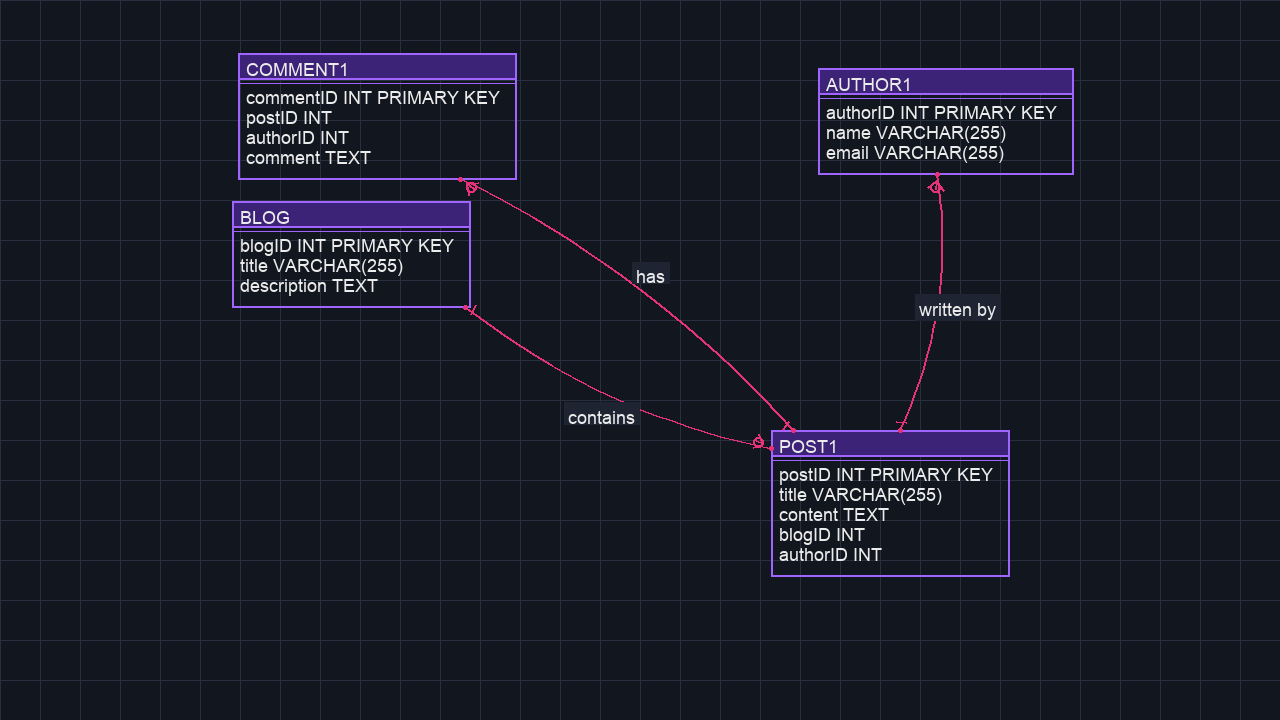 COMMENT1
commentID INT PRIMARY KEY
postID INT
authorID INT
comment TEXT
AUTHOR1
authorID INT PRIMARY KEY
name VARCHAR(255)
email VARCHAR(255)
BLOG
blogID INT PRIMARY KEY
title VARCHAR(255)
description TEXT
has
written by
contains
POST1
postID INT PRIMARY KEY
title VARCHAR(255)
content TEXT
blogID INT
authorID INT